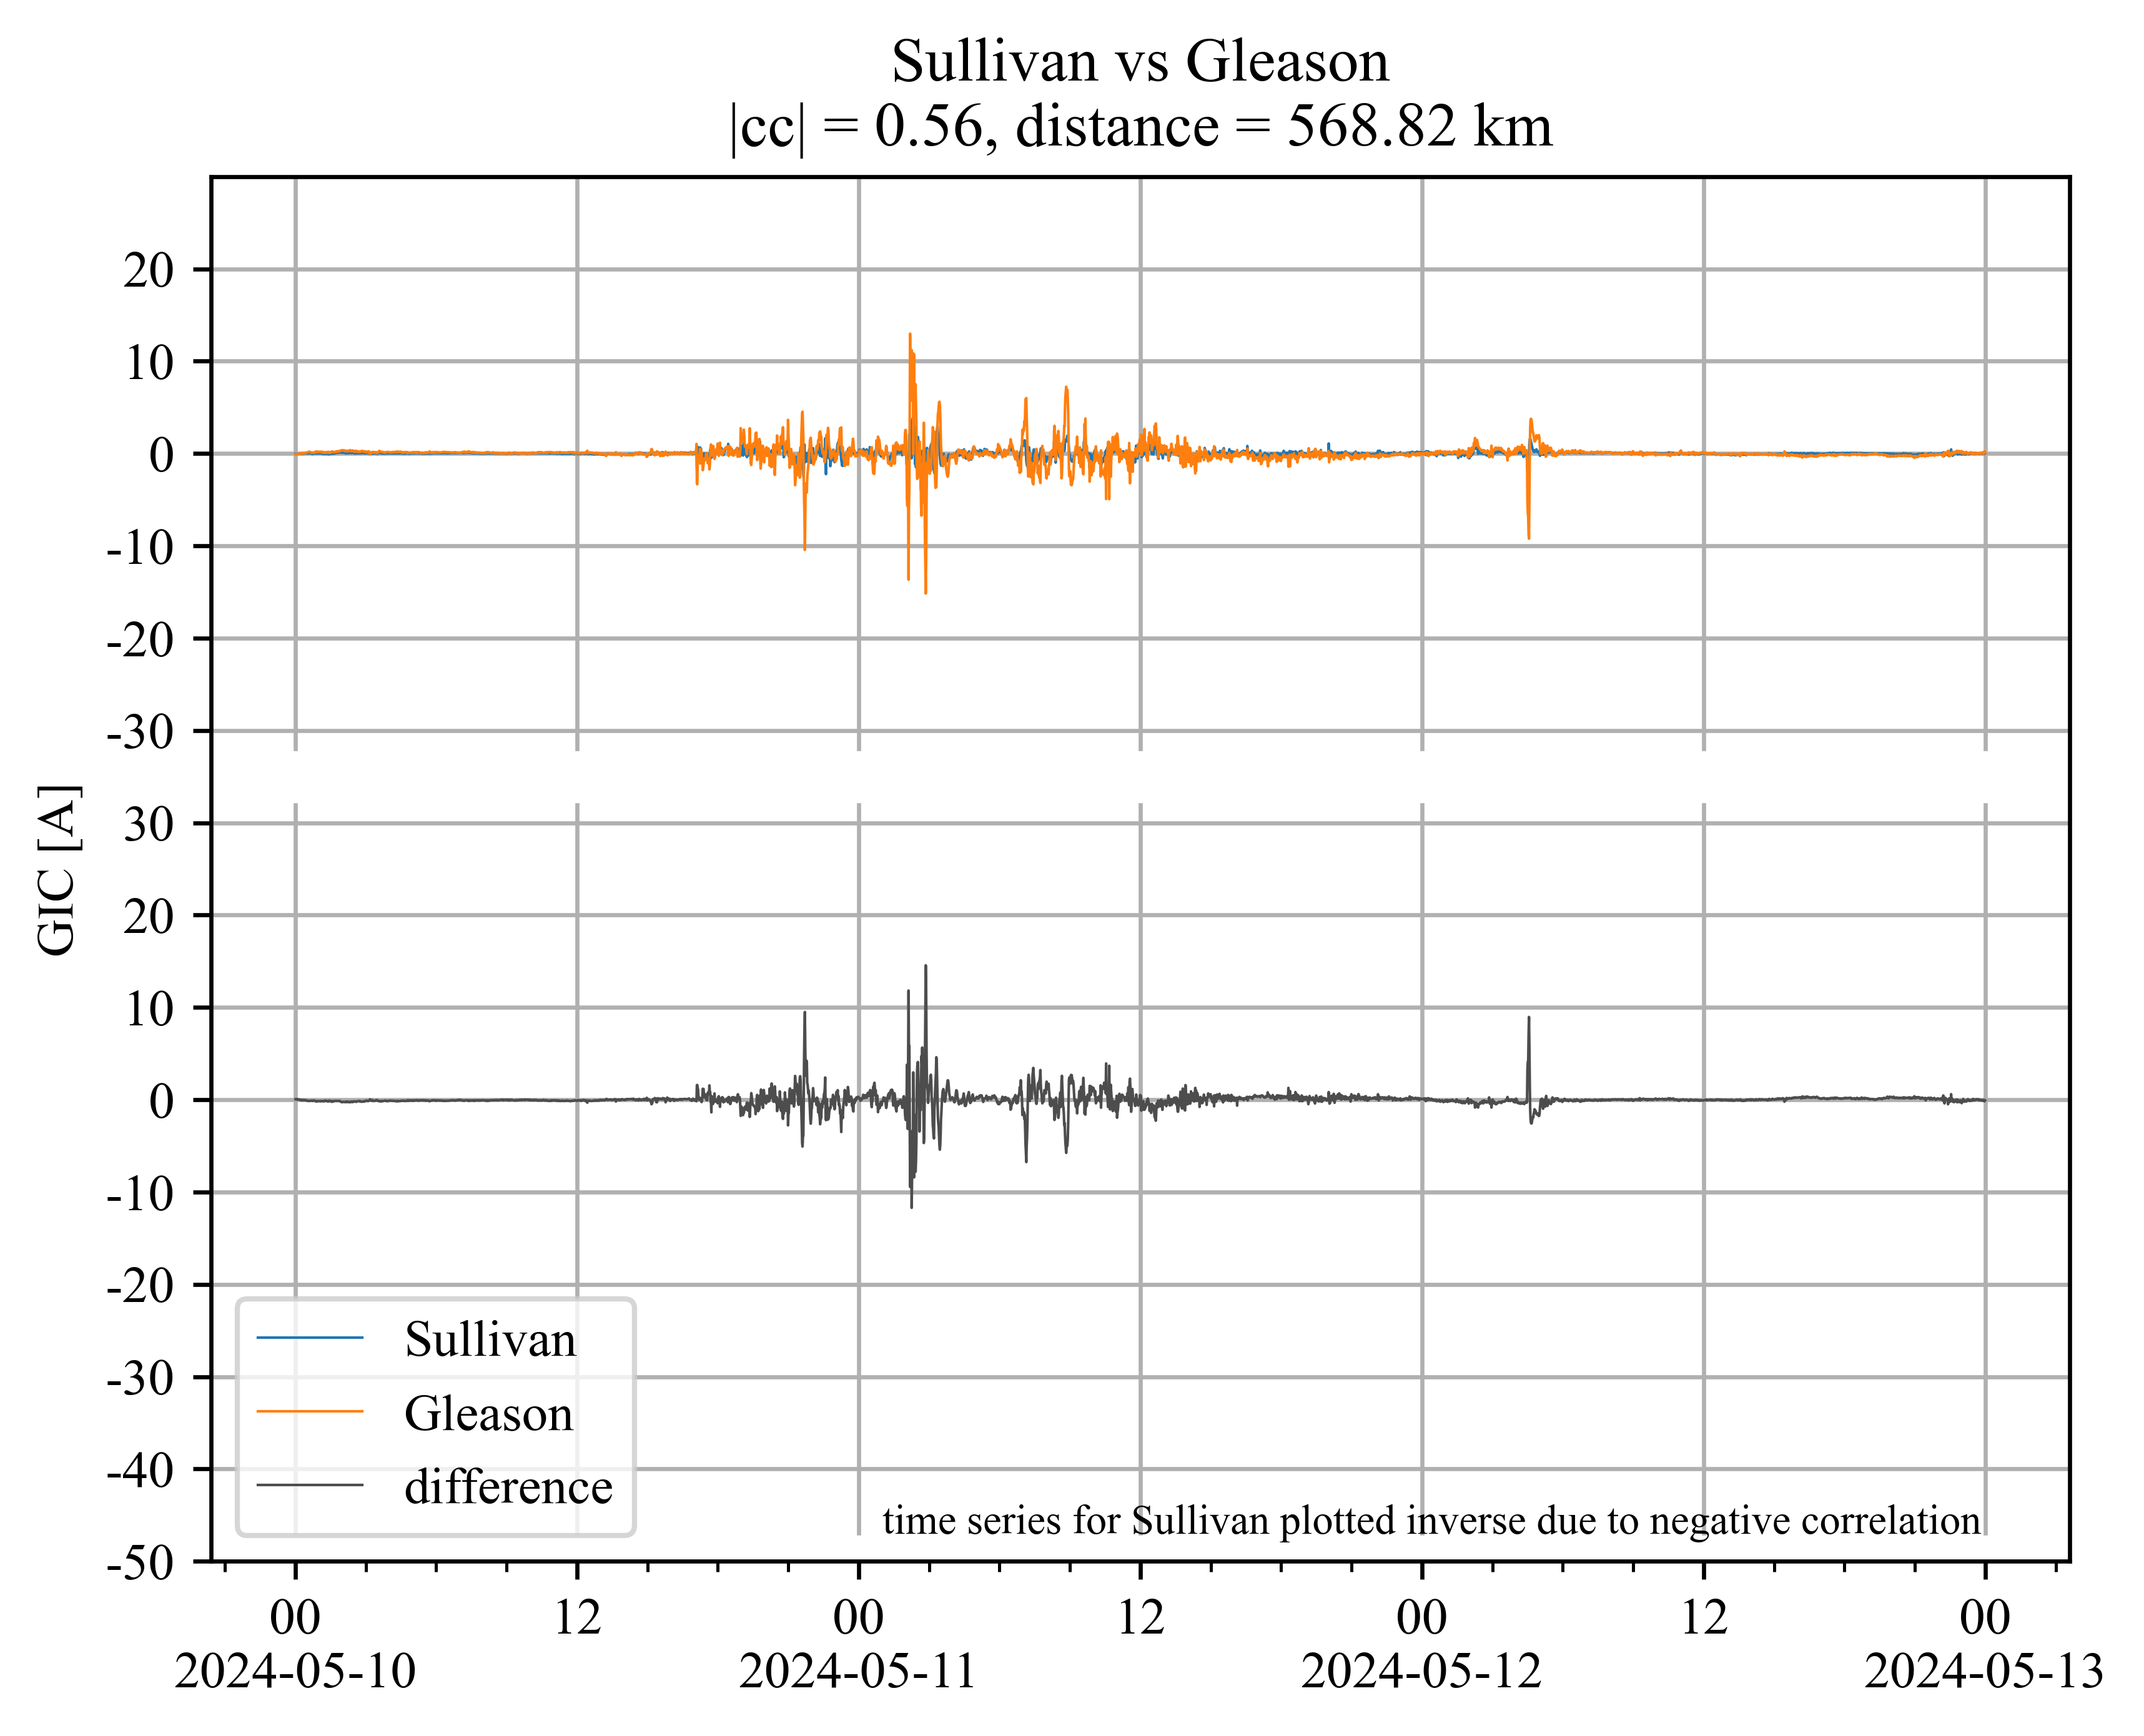 Sullivan vs Gleason
|cc| = 0.56, distance = 568.82 km
GIC [A]
20
10
0
-10
-20
-30
30
20
10
0
-10
-20
-30
-40
-50
Sullivan
Gleason
difference
time series for Sullivan plotted inverse due to negative correlation
00 12 00 12 00 12 00
2024-05-10 2024-05-11 2024-05-12 2024-05-13